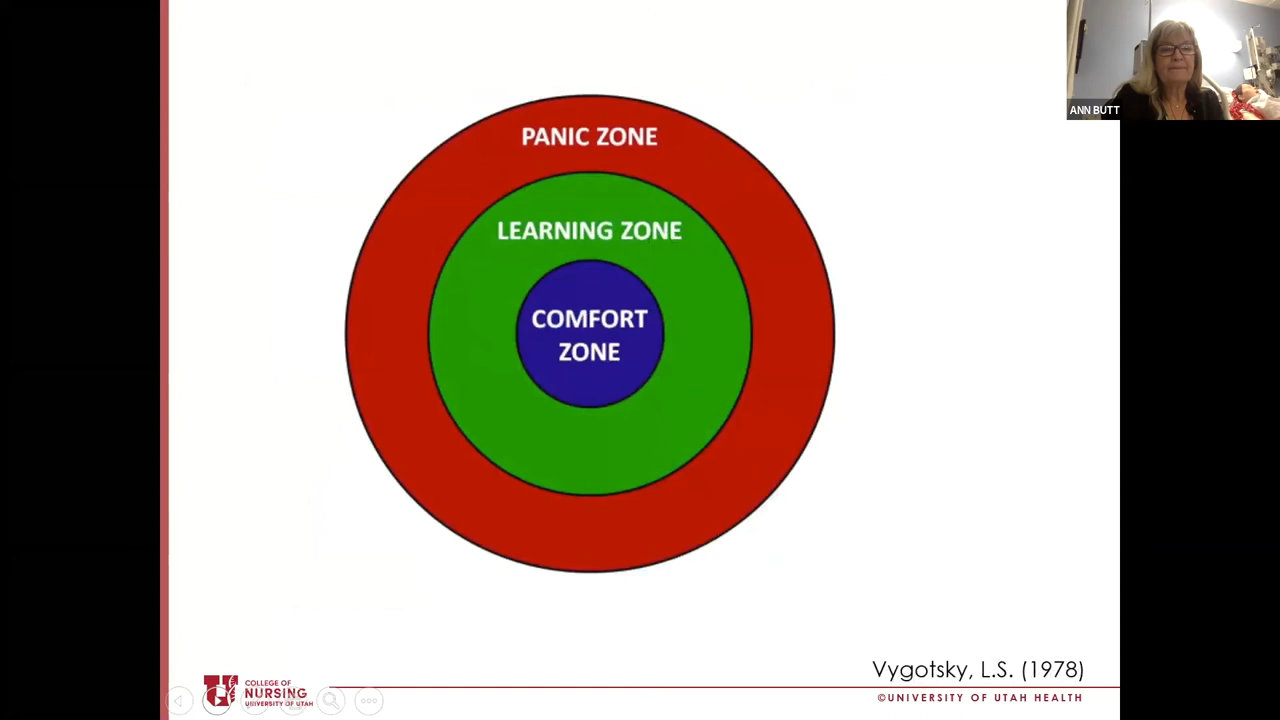 ANN BUTT
PANIC ZONE
LEARNING ZONE
COMFORT
ZONE
Vygotsky, L.S. (1978)
COLLEGE OF
NURSING
UNIVERSITY OF UTAH
©UNIVERSITY OF UTAH HEALTH